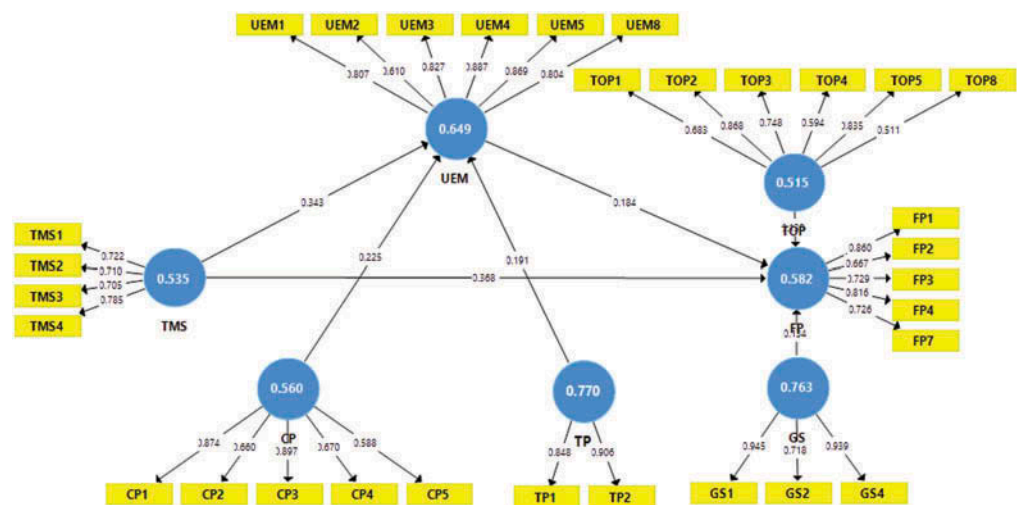 UEM1 UEM2 UEM3 UEM4 UEM5 UEM8
0.807 0.610 0.827 0.887 0.869 0.804
TOP1 TOP2 TOP3 TOP4 TOP5 TOP8
0.683 0.868 0.748 0.594 0.835 0.511
0.649
UEM
0.515
TOP
0.343
0.184
TMS1
TMS2
TMS3
TMS4
0.722
0.710
0.705
0.785
0.535
TMS
0.225
0.191
0.368
0.582
FP
0.860
0.667
0.729
0.816
0.726
FP1
FP2
FP3
FP4
FP7
0.560
CP
0.770
TP
0.763
GS
0.874 0.660 0.897 0.670 0.588
CP1 CP2 CP3 CP4 CP5
0.848 0.906
TP1 TP2
0.945 0.718 0.939
GS1 GS2 GS4